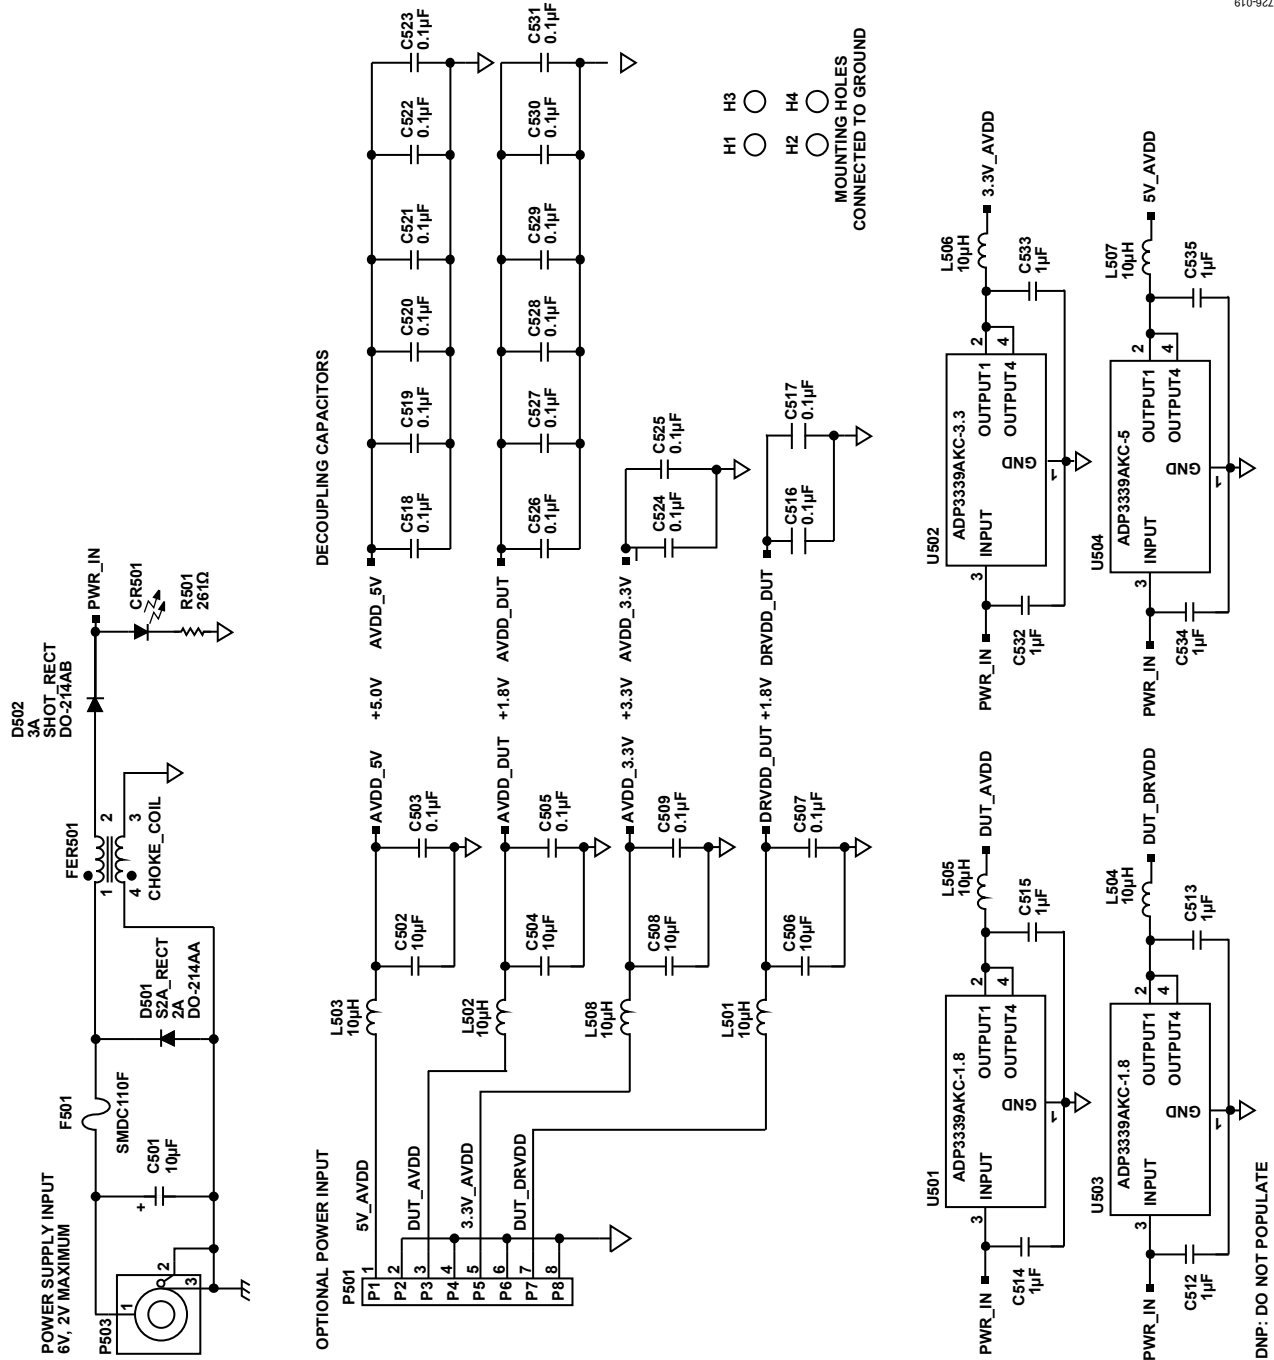 POWER SUPPLY INPUT
6V, 2V MAXIMUM
P503
1
2
3
C501
10µF
+
F501
SMDC110F
D501
S2A_RECT
2A
DO-214AA
FER501
1
2
4
3
CHOKE_COIL
D502
3A
SHOT_RECT
DO-214AB
PWR_IN
CR501
R501
261Ω
OPTIONAL POWER INPUT
P501
P1
1
5V_AVDD
P2
2
P3
3
DUT_AVDD
P4
4
P5
5
3.3V_AVDD
P6
6
P7
7
DUT_DRVDD
P8
8
L503
10µH
C502
10µF
C503
0.1µF
AVDD_5V
L502
10µH
C504
10µF
C505
0.1µF
AVDD_DUT
L508
10µH
C508
10µF
C509
0.1µF
AVDD_3.3V
L501
10µH
C506
10µF
C507
0.1µF
DRVDD_DUT
DECOUPLING CAPACITORS
+5.0V
AVDD_5V
C518
0.1µF
C519
0.1µF
C520
0.1µF
C521
0.1µF
C522
0.1µF
C523
0.1µF
+1.8V
AVDD_DUT
C526
0.1µF
C527
0.1µF
C528
0.1µF
C529
0.1µF
C530
0.1µF
C531
0.1µF
+3.3V
AVDD_3.3V
C524
0.1µF
C525
0.1µF
+1.8V
DRVDD_DUT
C516
0.1µF
C517
0.1µF
H1
H3
H2
H4
MOUNTING HOLES
CONNECTED TO GROUND
U501
ADP3339AKC-1.8
PWR_IN
3
INPUT
OUTPUT1
2
OUTPUT4
4
GND
1
C514
1µF
C515
1µF
L505
10µH
DUT_AVDD
U502
ADP3339AKC-3.3
PWR_IN
3
INPUT
OUTPUT1
2
OUTPUT4
4
GND
1
C532
1µF
C533
1µF
L506
10µH
3.3V_AVDD
U503
ADP3339AKC-1.8
PWR_IN
3
INPUT
OUTPUT1
2
OUTPUT4
4
GND
1
C512
1µF
C513
1µF
L504
10µH
DUT_DRVDD
U504
ADP3339AKC-5
PWR_IN
3
INPUT
OUTPUT1
2
OUTPUT4
4
GND
1
C534
1µF
C535
1µF
L507
10µH
5V_AVDD
DNP: DO NOT POPULATE